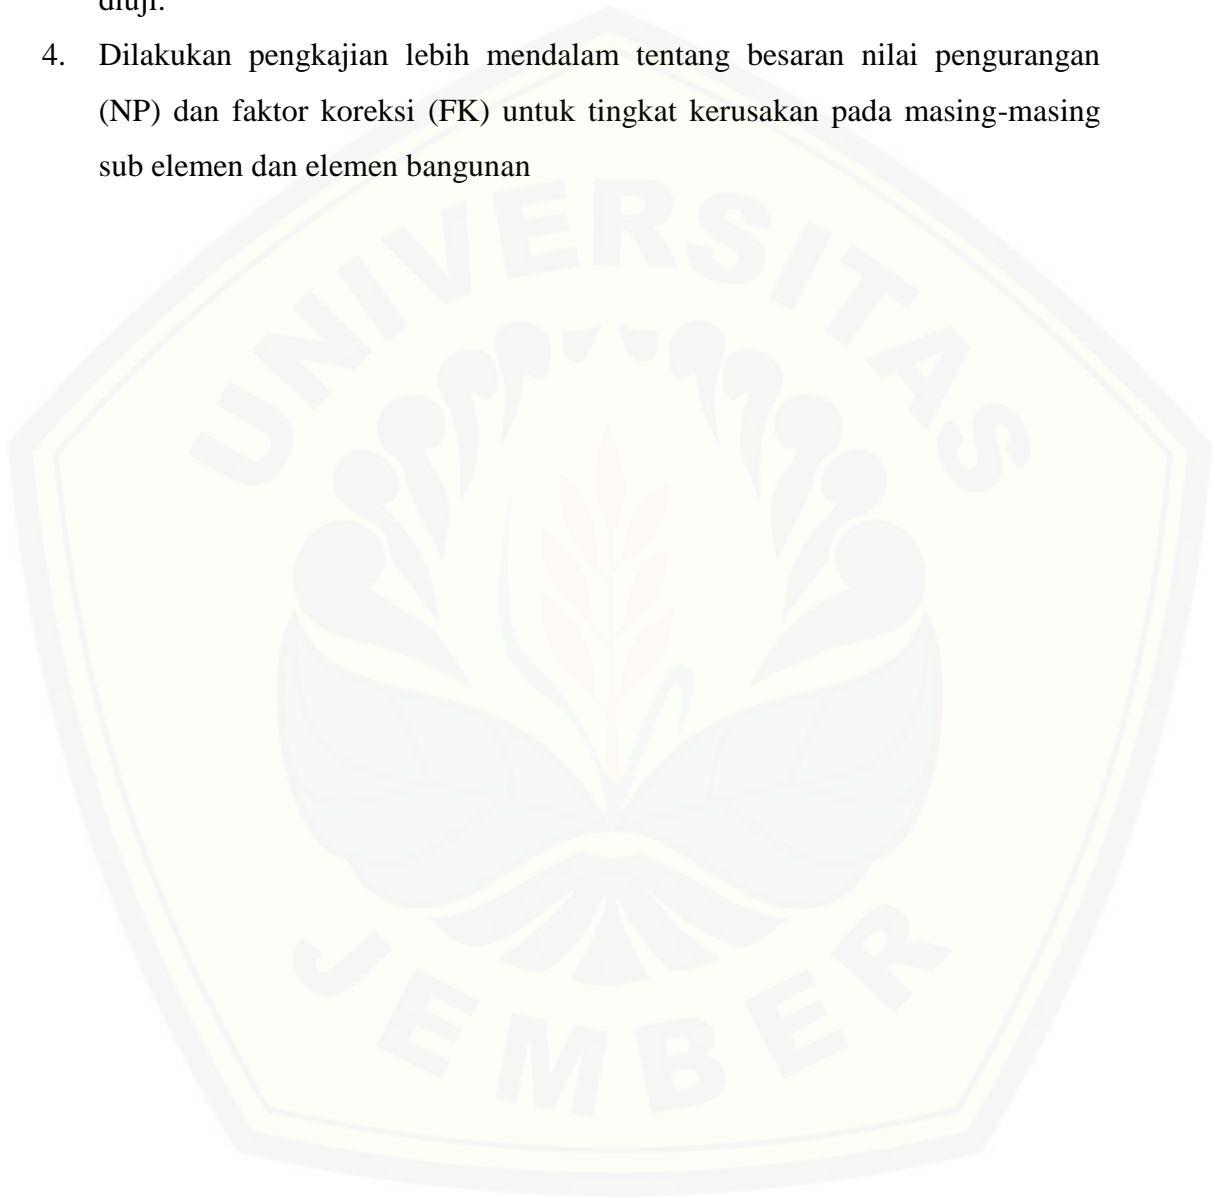 diuji.
4. Dilakukan pengkajian lebih mendalam tentang besaran nilai pengurangan
(NP) dan faktor koreksi (FK) untuk tingkat kerusakan pada masing-masing
sub elemen dan elemen bangunan
UNIVERSITAS
JEMBER